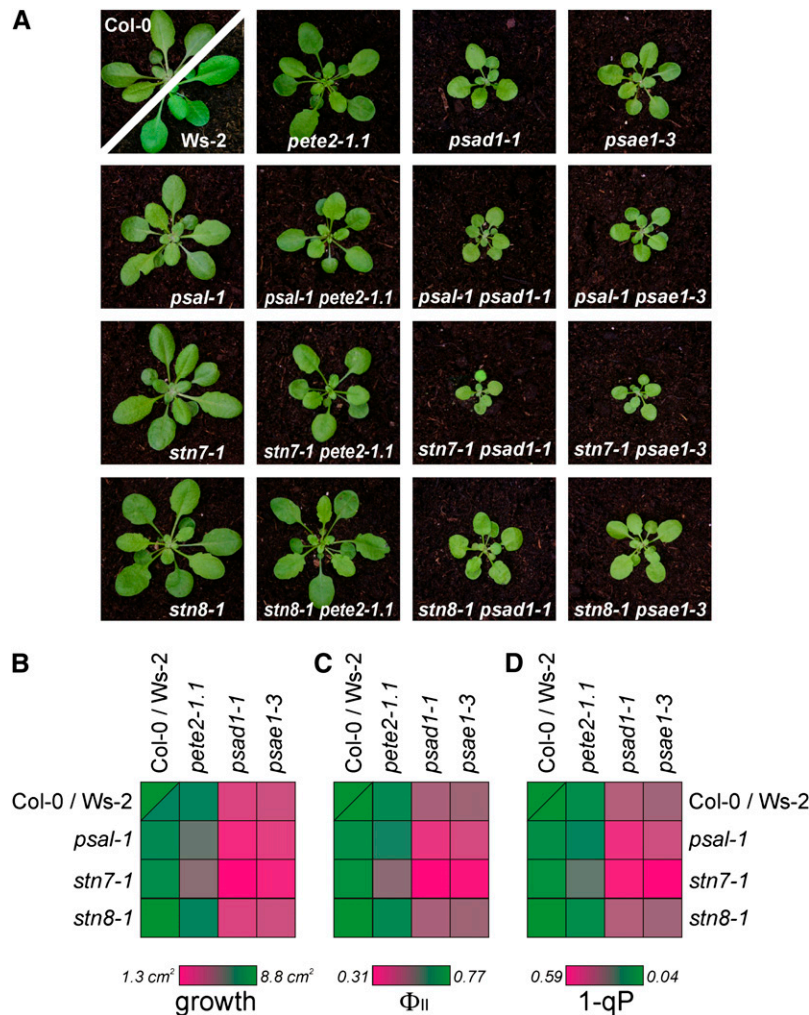 A
Col-0
Ws-2
pete2-1.1
psad1-1
psae1-3
psal-1
psal-1 pete2-1.1
psal-1 psad1-1
psal-1 psae1-3
stn7-1
stn7-1 pete2-1.1
stn7-1 psad1-1
stn7-1 psae1-3
stn8-1
stn8-1 pete2-1.1
stn8-1 psad1-1
stn8-1 psae1-3
B
Col-0 / Ws-2
pete2-1.1
psad1-1
psae1-3
C
Col-0 / Ws-2
pete2-1.1
psad1-1
psae1-3
D
Col-0 / Ws-2
pete2-1.1
psad1-1
psae1-3
Col-0 / Ws-2
Col-0 / Ws-2
psal-1
psal-1
stn7-1
stn7-1
stn8-1
stn8-1
1.3 cm² 8.8 cm²
growth
0.31 0.77
ΦII
0.59 0.04
1-qP